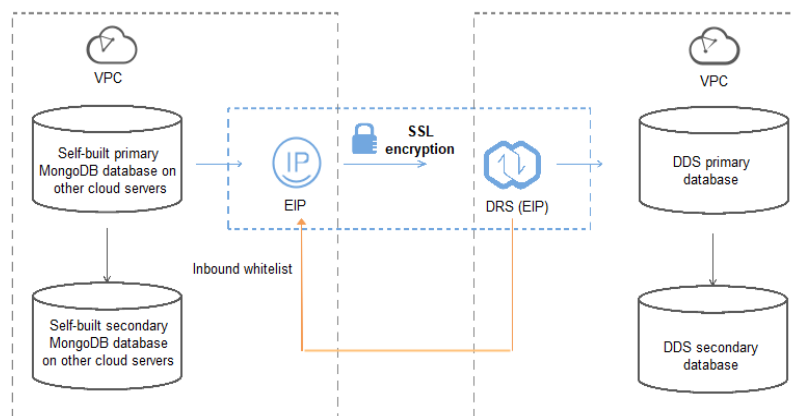 VPC
VPC
Self-built primary
MongoDB database on
other cloud servers
IP
EIP
SSL
encryption
DRS (EIP)
DDS primary
database
Inbound whitelist
Self-built secondary
MongoDB database
on other cloud servers
DDS secondary
database